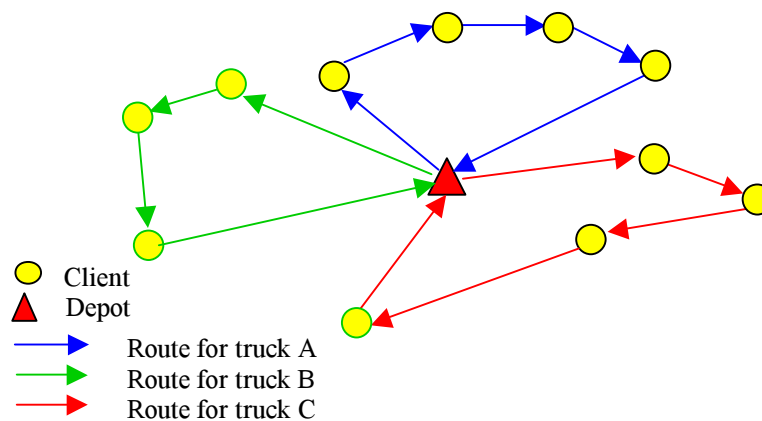 Client
Depot
Route for truck A
Route for truck B
Route for truck C